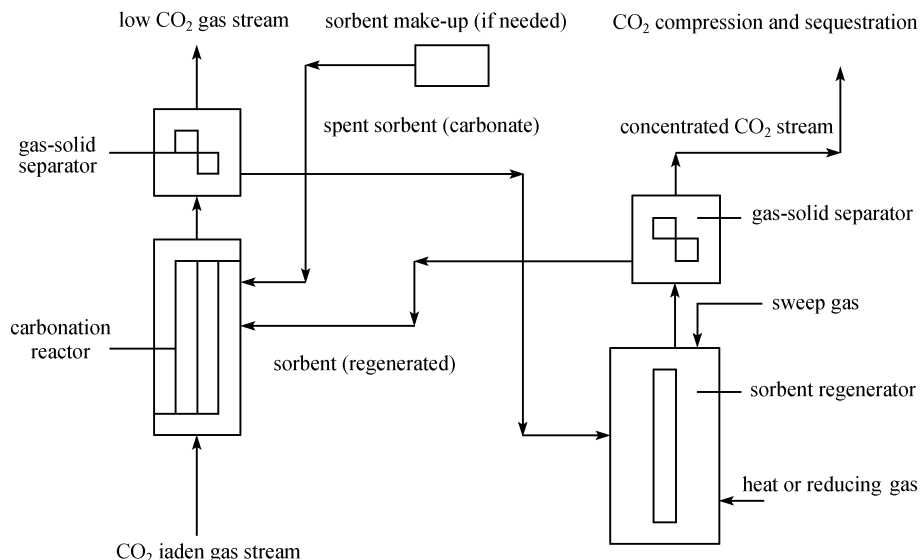 low CO₂ gas stream
sorbent make-up (if needed)
CO₂ compression and sequestration
spent sorbent (carbonate)
concentrated CO₂ stream
gas-solid
separator
gas-solid separator
sweep gas
carbonation
reactor
sorbent (regenerated)
sorbent regenerator
heat or reducing gas
CO₂ iaden gas stream